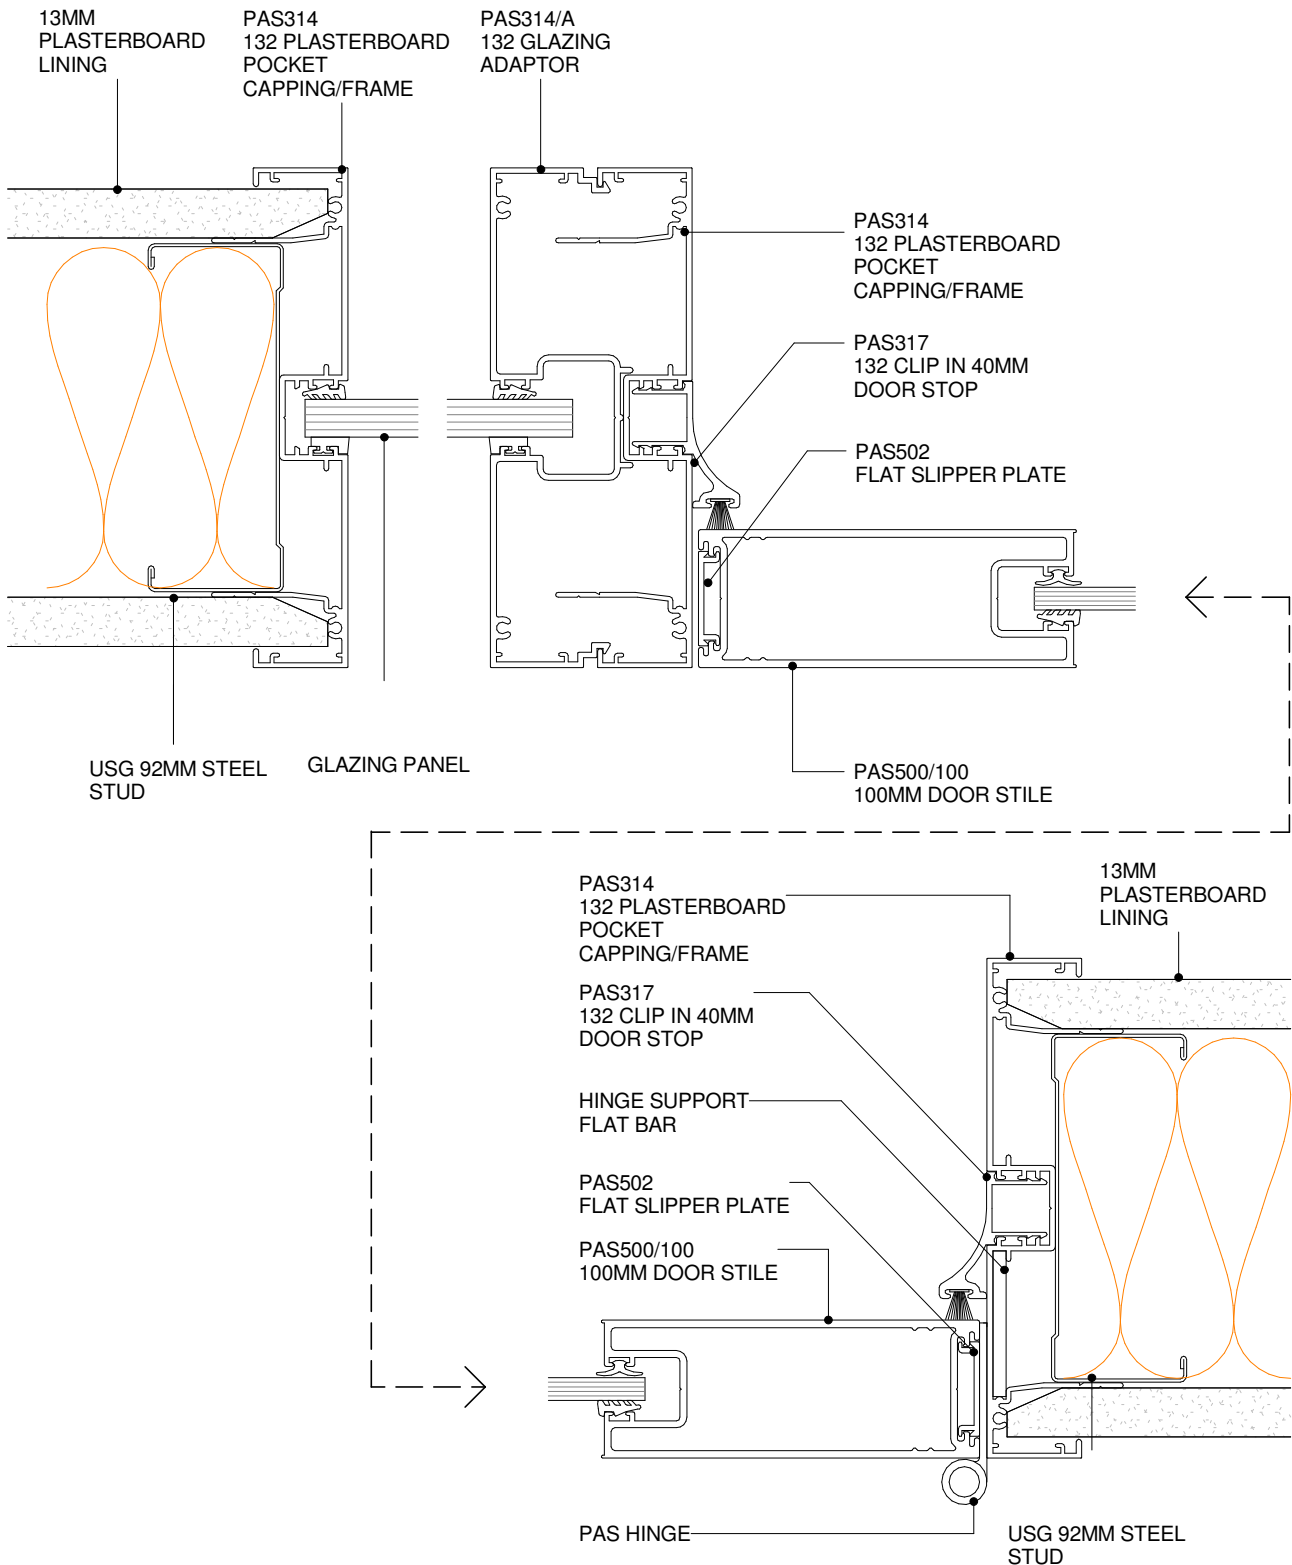 13MM
PLASTERBOARD
LINING
PAS314
132 PLASTERBOARD
POCKET
CAPPING/FRAME
PAS314/A
132 GLAZING
ADAPTOR
PAS314
132 PLASTERBOARD
POCKET
CAPPING/FRAME
PAS317
132 CLIP IN 40MM
DOOR STOP
PAS502
FLAT SLIPPER PLATE
USG 92MM STEEL
STUD
GLAZING PANEL
PAS500/100
100MM DOOR STILE
PAS314
132 PLASTERBOARD
POCKET
CAPPING/FRAME
13MM
PLASTERBOARD
LINING
PAS317
132 CLIP IN 40MM
DOOR STOP
HINGE SUPPORT
FLAT BAR
PAS502
FLAT SLIPPER PLATE
PAS500/100
100MM DOOR STILE
PAS HINGE
USG 92MM STEEL
STUD